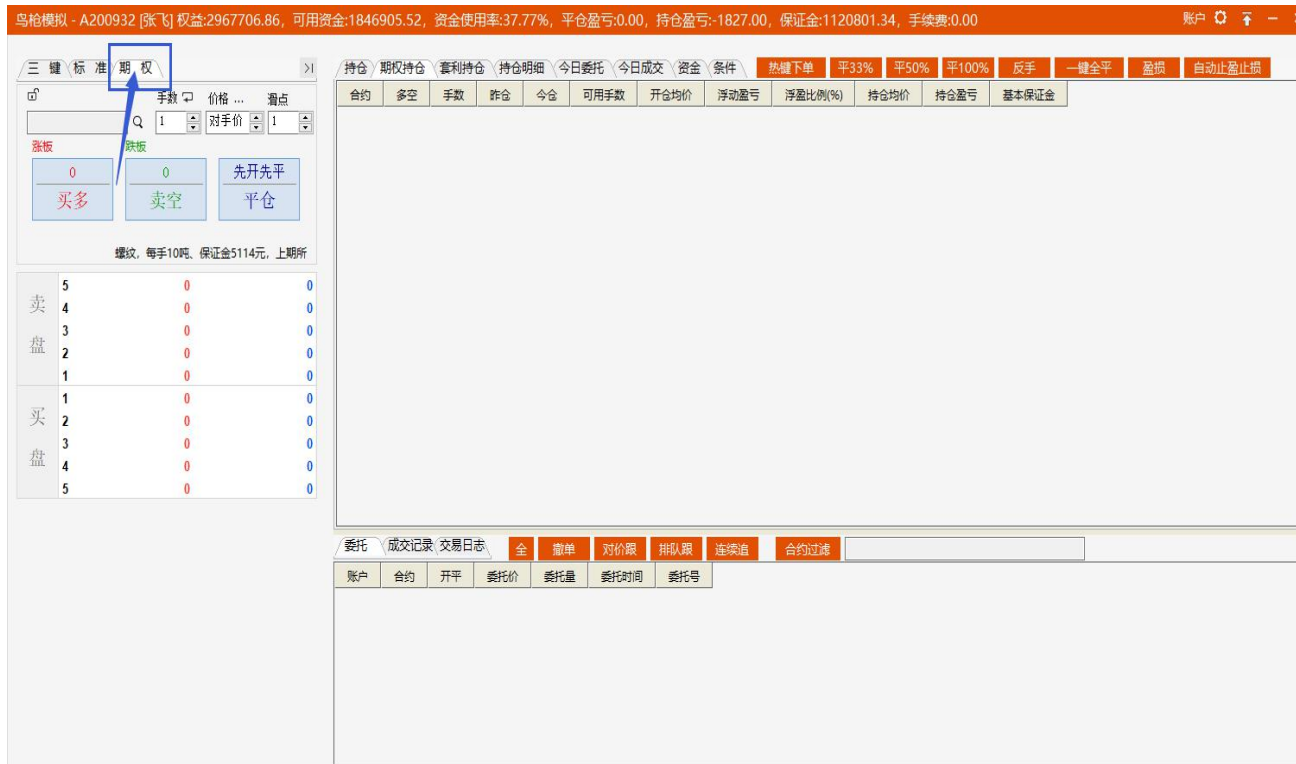 鸟枪模拟 - A200932 [张飞] 权益:2967706.86，可用资金:1846905.52，资金使用率:37.77%，平仓盈亏:0.00，持仓盈亏:-1827.00，保证金:1120801.34，手续费:0.00 账户
三 键 标 准 期 权
手数 价格 ... 滑点
1 对手价 1
涨板 跌板
0 0 先开先平
买多 卖空 平仓
螺纹，每手10吨、保证金5114元，上期所
卖盘
5 0 0
4 0 0
3 0 0
2 0 0
1 0 0
买盘
1 0 0
2 0 0
3 0 0
4 0 0
5 0 0
持仓 期权持仓 套利持仓 持仓明细 今日委托 今日成交 资金 条件 热键下单 平33% 平50% 平100% 反手 一键全平 盈损 自动止盈止损
合约 多空 手数 昨仓 今仓 可用手数 开仓均价 浮动盈亏 浮盈比例(%) 持仓均价 持仓盈亏 基本保证金
委托 成交记录 交易日志 全 撤单 对价跟 排队跟 连续追 合约过滤
账户 合约 开平 委托价 委托量 委托时间 委托号